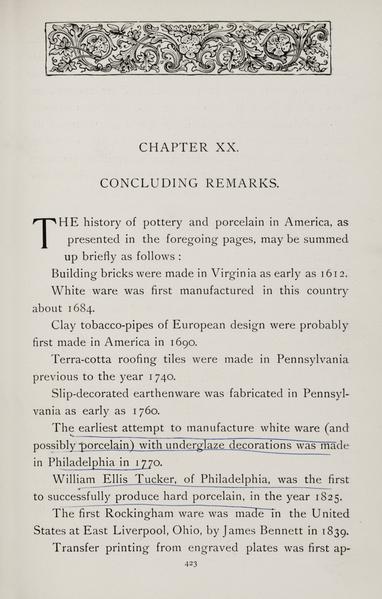 CHAPTER XX.
CONCLUDING REMARKS.
THE history of pottery and porcelain in America, as
presented in the foregoing pages, may be summed
up briefly as follows :
Building bricks were made in Virginia as early as 1612.
White ware was first manufactured in this country
about 1684.
Clay tobacco-pipes of European design were probably
first made in America in 1690.
Terra-cotta roofing tiles were made in Pennsylvania
previous to the year 1740.
Slip-decorated earthenware was fabricated in Pennsyl-
vania as early as 1760.
The earliest attempt to manufacture white ware (and
possibly porcelain) with underglaze decorations was made
in Philadelphia in 1770.
William Ellis Tucker, of Philadelphia, was the first
to successfully produce hard porcelain, in the year 1825.
The first Rockingham ware was made in the United
States at East Liverpool, Ohio, by James Bennett in 1839.
Transfer printing from engraved plates was first ap-
423